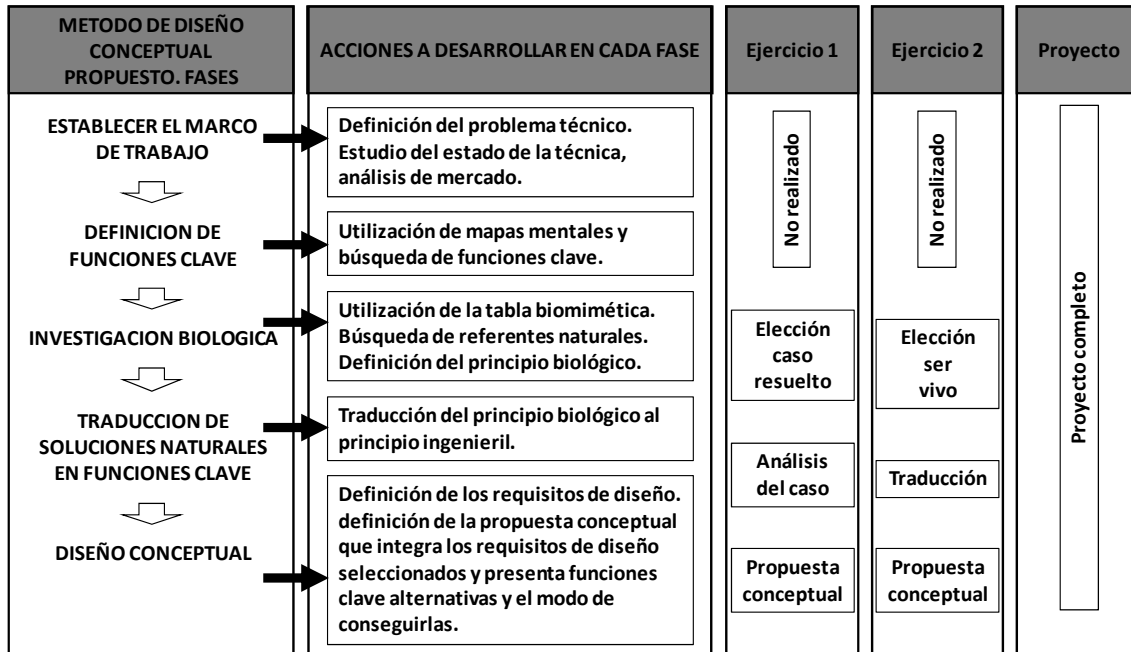 METODO DE DISEÑO
CONCEPTUAL
PROPUESTO. FASES
ACCIONES A DESARROLLAR EN CADA FASE
Ejercicio 1
Ejercicio 2
Proyecto
ESTABLECER EL MARCO
DE TRABAJO
Definición del problema técnico.
Estudio del estado de la técnica,
análisis de mercado.
No realizado
No realizado
Proyecto completo
DEFINICION DE
FUNCIONES CLAVE
Utilización de mapas mentales y
búsqueda de funciones clave.
INVESTIGACION BIOLOGICA
Utilización de la tabla biomimética.
Búsqueda de referentes naturales.
Definición del principio biológico.
Elección
caso
resuelto
Elección
ser
vivo
TRADUCCION DE
SOLUCIONES NATURALES
EN FUNCIONES CLAVE
Traducción del principio biológico al
principio ingenieril.
Análisis
del caso
Traducción
DISEÑO CONCEPTUAL
Definición de los requisitos de diseño.
definición de la propuesta conceptual
que integra los requisitos de diseño
seleccionados y presenta funciones
clave alternativas y el modo de
conseguirlas.
Propuesta
conceptual
Propuesta
conceptual